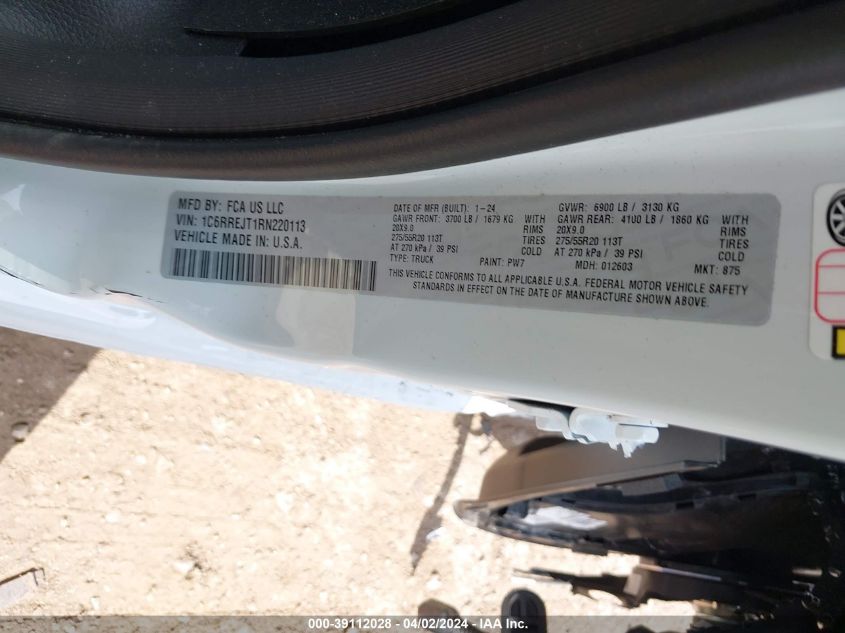 MFD BY: FCA US LLC
VIN: 1C6RREJT1RN220113
VEHICLE MADE IN: U.S.A.
DATE OF MFR (BUILT): 1-24
GAWR FRONT: 3700 LB / 1679 KG WITH
20X9.0 RIMS
275/55R20 113T TIRES
AT 270 kPa / 39 PSI COLD
TYPE: TRUCK PAINT: PW7
GVWR: 6900 LB / 3130 KG
GAWR REAR: 4100 LB / 1860 KG WITH
20X9.0 RIMS
275/55R20 113T TIRES
AT 270 kPa / 39 PSI COLD
MDH: 012603 MKT: 875
THIS VEHICLE CONFORMS TO ALL APPLICABLE U.S.A. FEDERAL MOTOR VEHICLE SAFETY
STANDARDS IN EFFECT ON THE DATE OF MANUFACTURE SHOWN ABOVE.
000-39112028 - 04/02/2024 - IAA Inc.